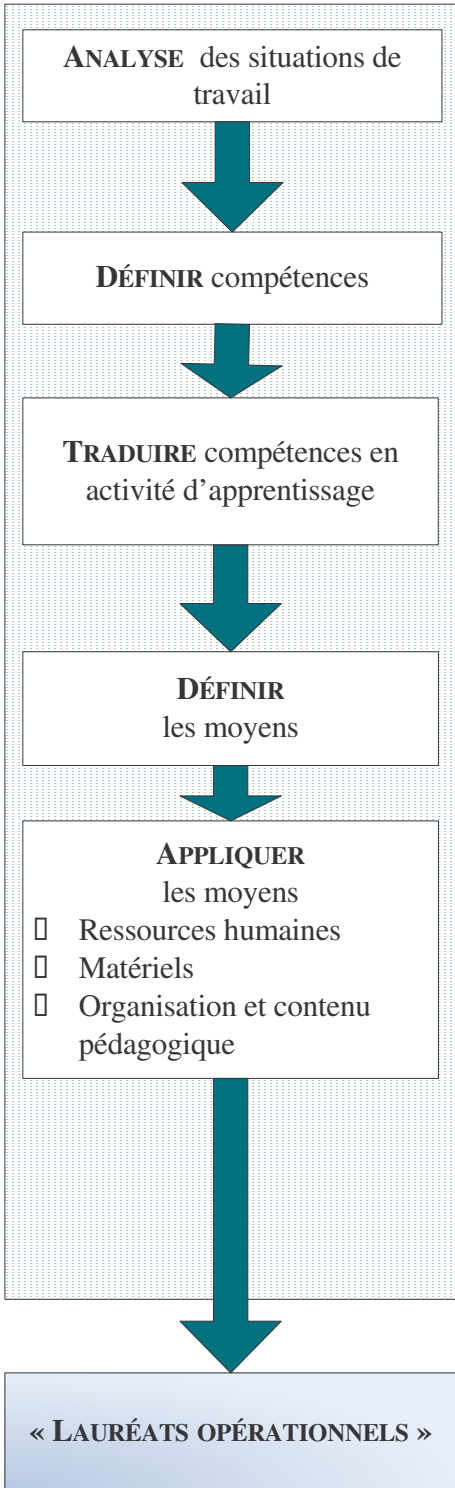 ANALYSE des situations de
travail
DÉFINIR compétences
TRADUIRE compétences en
activité d’apprentissage
DÉFINIR
les moyens
APPLIQUER
les moyens
▯ Ressources humaines
▯ Matériels
▯ Organisation et contenu
pédagogique
« LAURÉATS OPÉRATIONNELS »